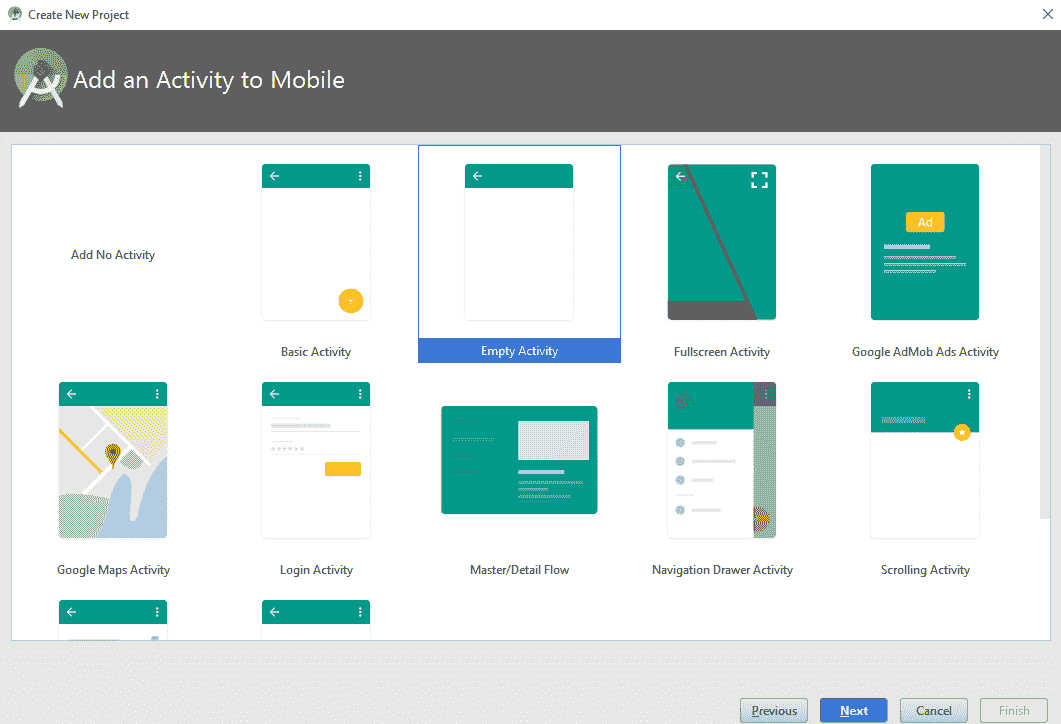 Create New Project
Add an Activity to Mobile
Add No Activity
Basic Activity
Empty Activity
Fullscreen Activity
Ad
Google AdMob Ads Activity
Google Maps Activity
Login Activity
Master/Detail Flow
Navigation Drawer Activity
Scrolling Activity
Previous
Next
Cancel
Finish